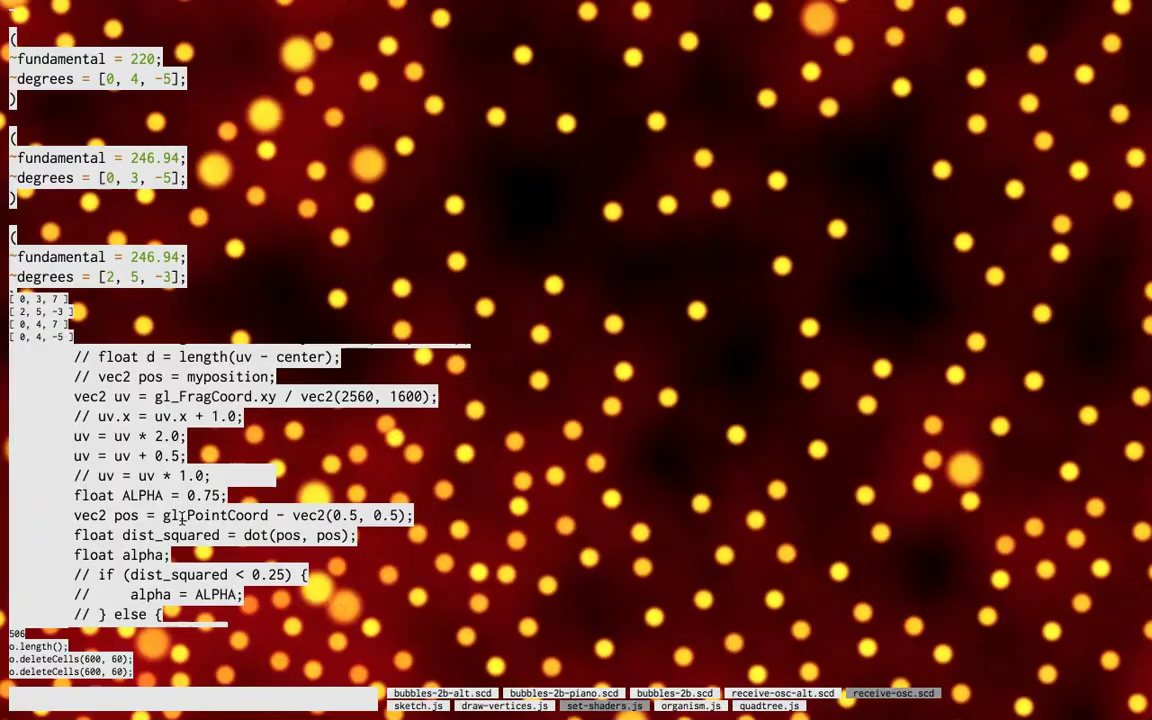 (
~fundamental = 220;
~degrees = [0, 4, -5];
)
(
~fundamental = 246.94;
~degrees = [0, 3, -5];
)
(
~fundamental = 246.94;
~degrees = [2, 5, -3];
[ 0, 3, 7 ]
[ 2, 5, -3 ]
[ 0, 4, 7 ]
[ 0, 4, -5 ]
// float d = length(uv - center);
// vec2 pos = myposition;
vec2 uv = gl_FragCoord.xy / vec2(2560, 1600);
// uv.x = uv.x + 1.0;
uv = uv * 2.0;
uv = uv + 0.5;
// uv = uv * 1.0;
float ALPHA = 0.75;
vec2 pos = gl_PointCoord - vec2(0.5, 0.5);
float dist_squared = dot(pos, pos);
float alpha;
// if (dist_squared < 0.25) {
//     alpha = ALPHA;
// } else {
506
o.length();
o.deleteCells(600, 60);
o.deleteCells(600, 60);
bubbles-2b-alt.scd bubbles-2b-piano.scd bubbles-2b.scd receive-osc-alt.scd receive-osc.scd
sketch.js draw-vertices.js set-shaders.js organism.js quadtree.js